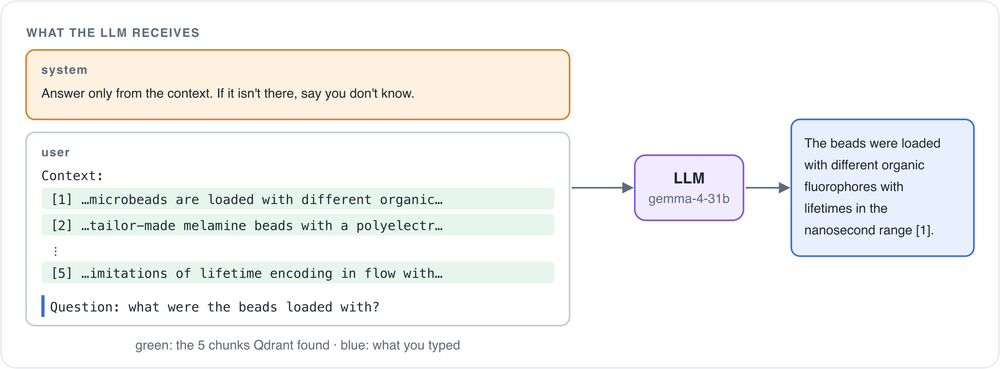 WHAT THE LLM RECEIVES
system
Answer only from the context. If it isn't there, say you don't know.
user
Context:
[1] …microbeads are loaded with different organic…
[2] …tailor–made melamine beads with a polyelectr…
⋮
[5] …imitations of lifetime encoding in flow with…
Question: what were the beads loaded with?
green: the 5 chunks Qdrant found · blue: what you typed
LLM
gemma-4-31b
The beads were loaded
with different organic
fluorophores with
lifetimes in the
nanosecond range [1].